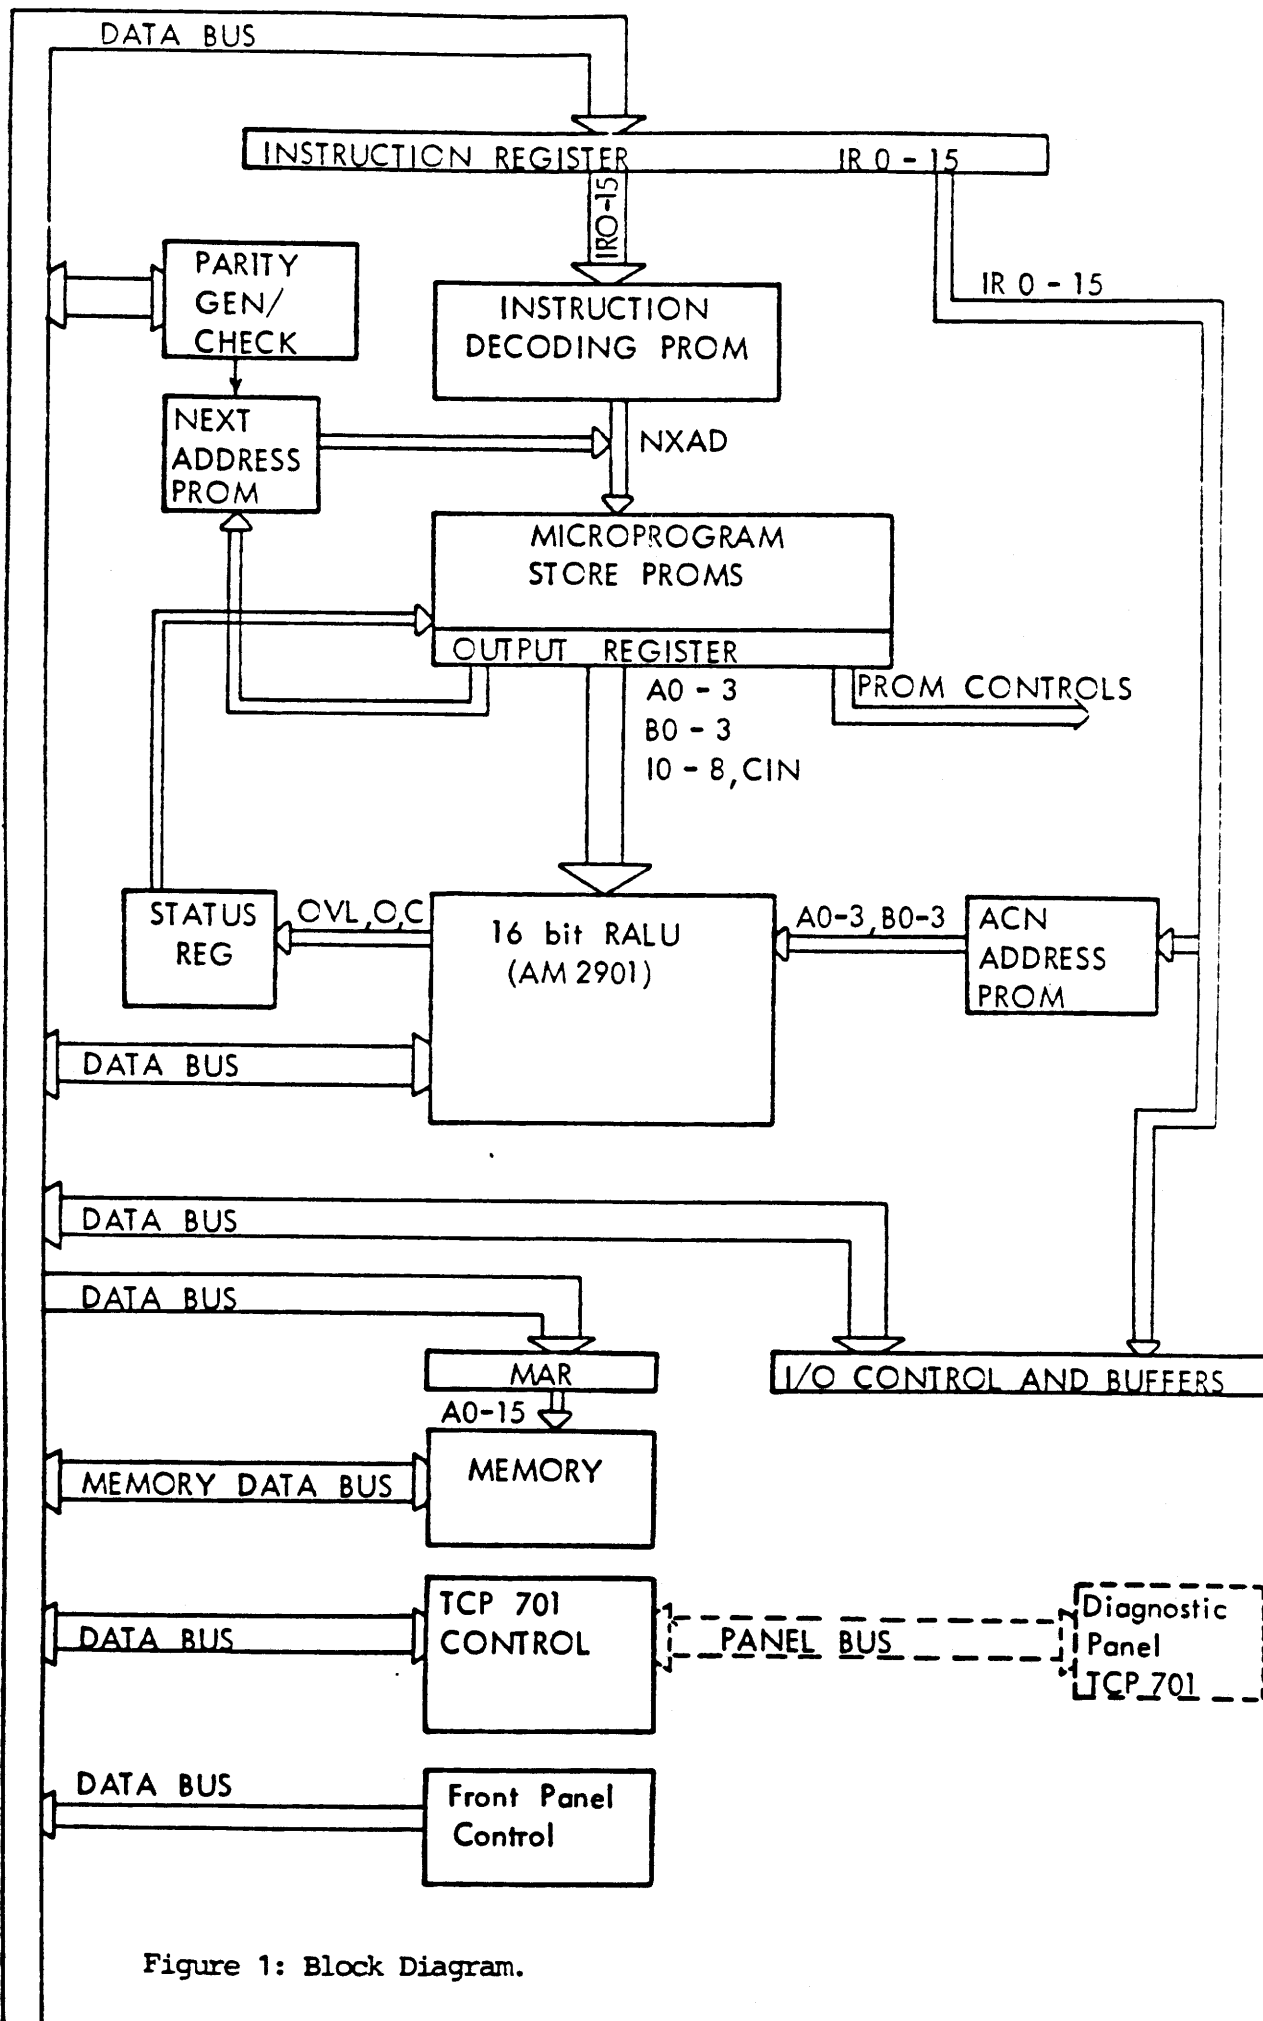 DATA BUS
INSTRUCTION REGISTER IR 0 - 15
IR0-15
IR 0 - 15
PARITY
GEN/
CHECK
INSTRUCTION
DECODING PROM
NEXT
ADDRESS
PROM
NXAD
MICROPROGRAM
STORE PROMS
OUTPUT REGISTER
A0 - 3
B0 - 3
I0 - 8, CIN
PROM CONTROLS
STATUS
REG
OVL, O, C
16 bit RALU
(AM 2901)
A0-3, B0-3
ACN
ADDRESS
PROM
DATA BUS
DATA BUS
DATA BUS
MAR
I/O CONTROL AND BUFFERS
A0-15
MEMORY
MEMORY DATA BUS
TCP 701
CONTROL
DATA BUS
PANEL BUS
Diagnostic
Panel
TCP 701
DATA BUS
Front Panel
Control
Figure 1: Block Diagram.